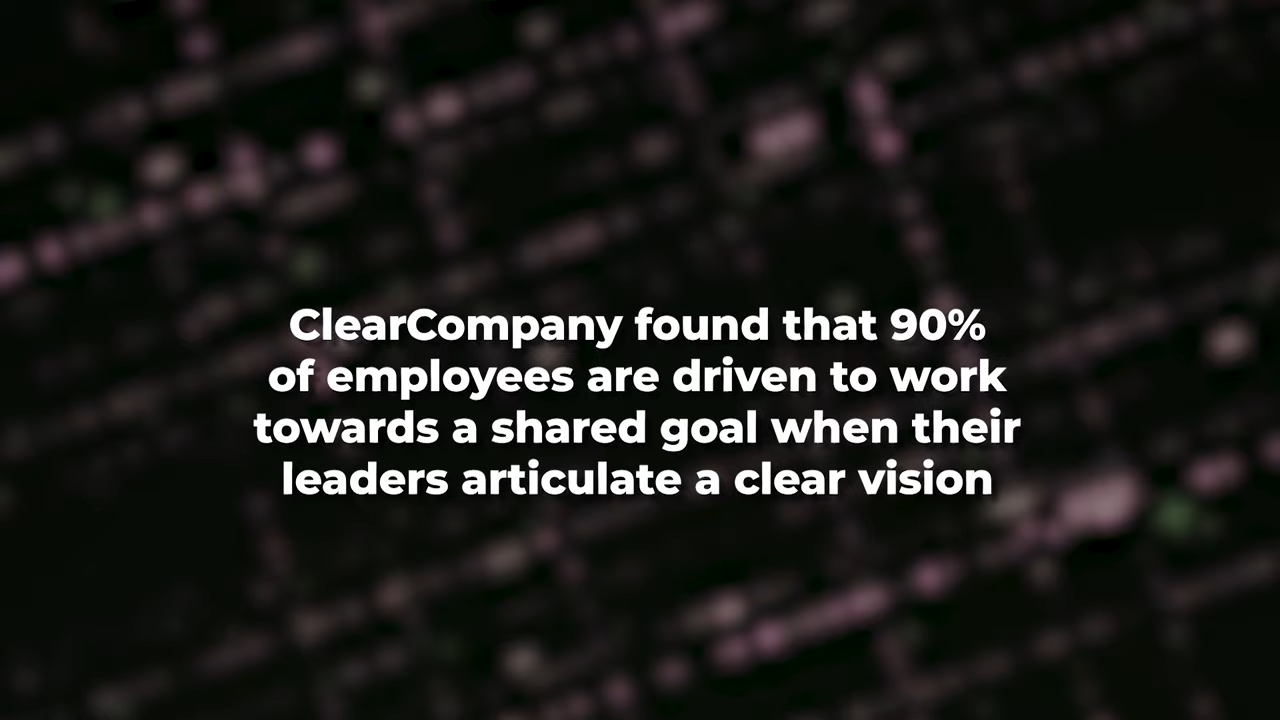 ClearCompany found that 90%
of employees are driven to work
towards a shared goal when their
leaders articulate a clear vision